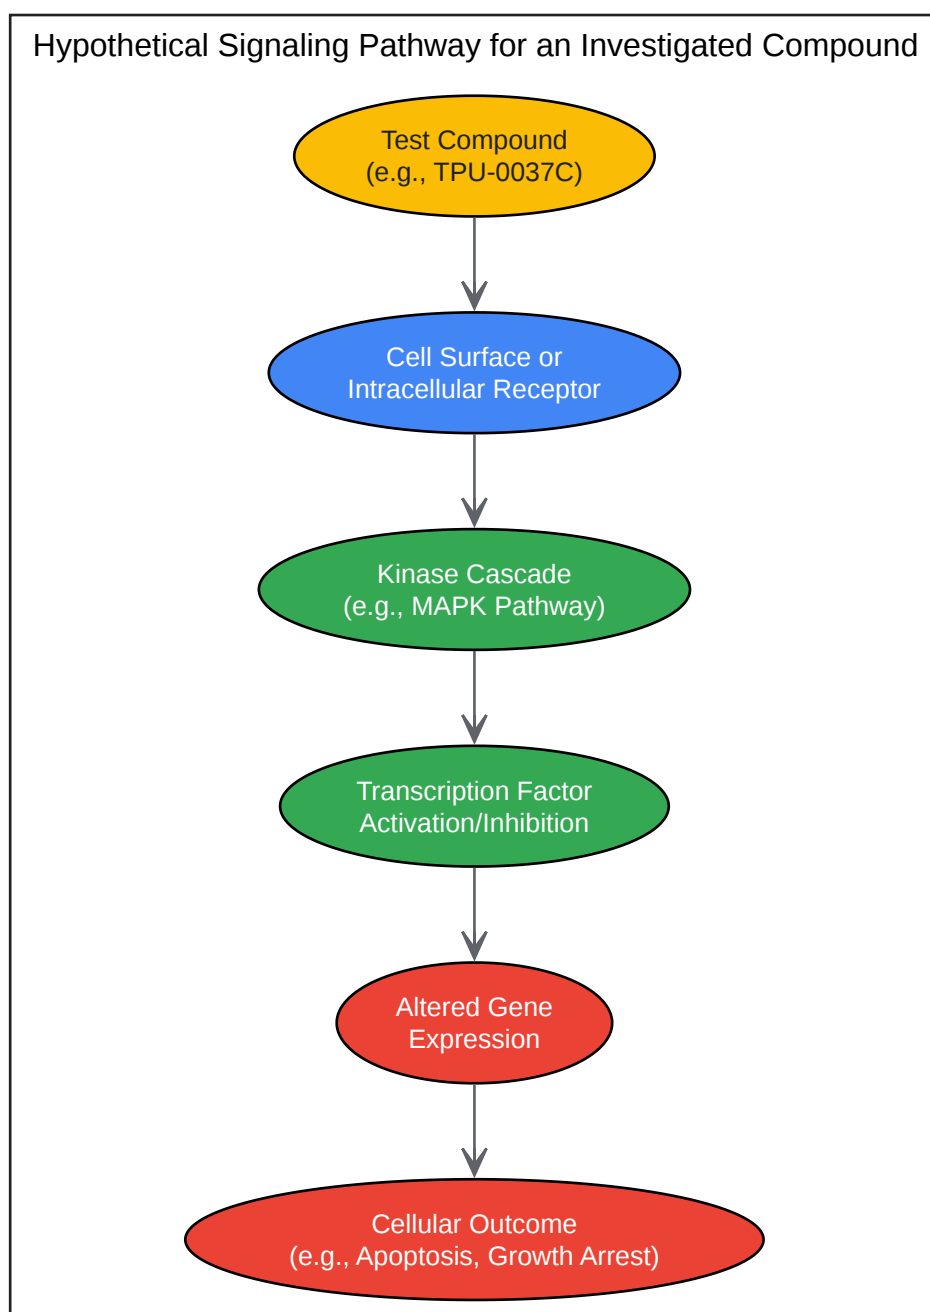 Hypothetical Signaling Pathway for an Investigated Compound
Test Compound
(e.g., TPU-0037C)
Cell Surface or
Intracellular Receptor
Kinase Cascade
(e.g., MAPK Pathway)
Transcription Factor
Activation/Inhibition
Altered Gene
Expression
Cellular Outcome
(e.g., Apoptosis, Growth Arrest)